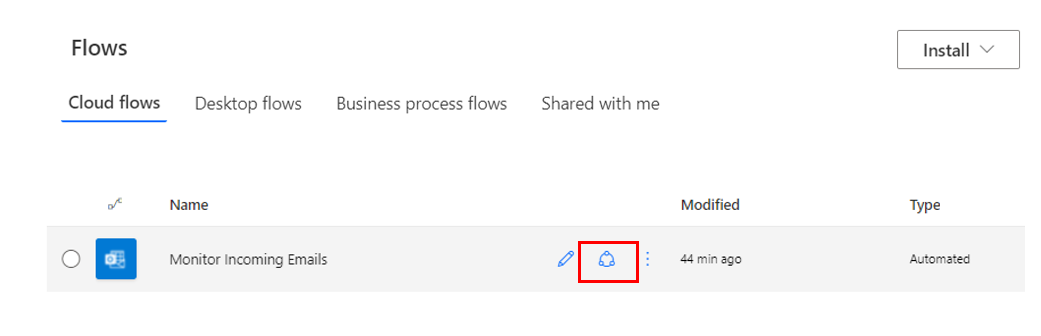 Flows
Install
Cloud flows Desktop flows Business process flows Shared with me
Name Modified Type
Monitor Incoming Emails 44 min ago Automated